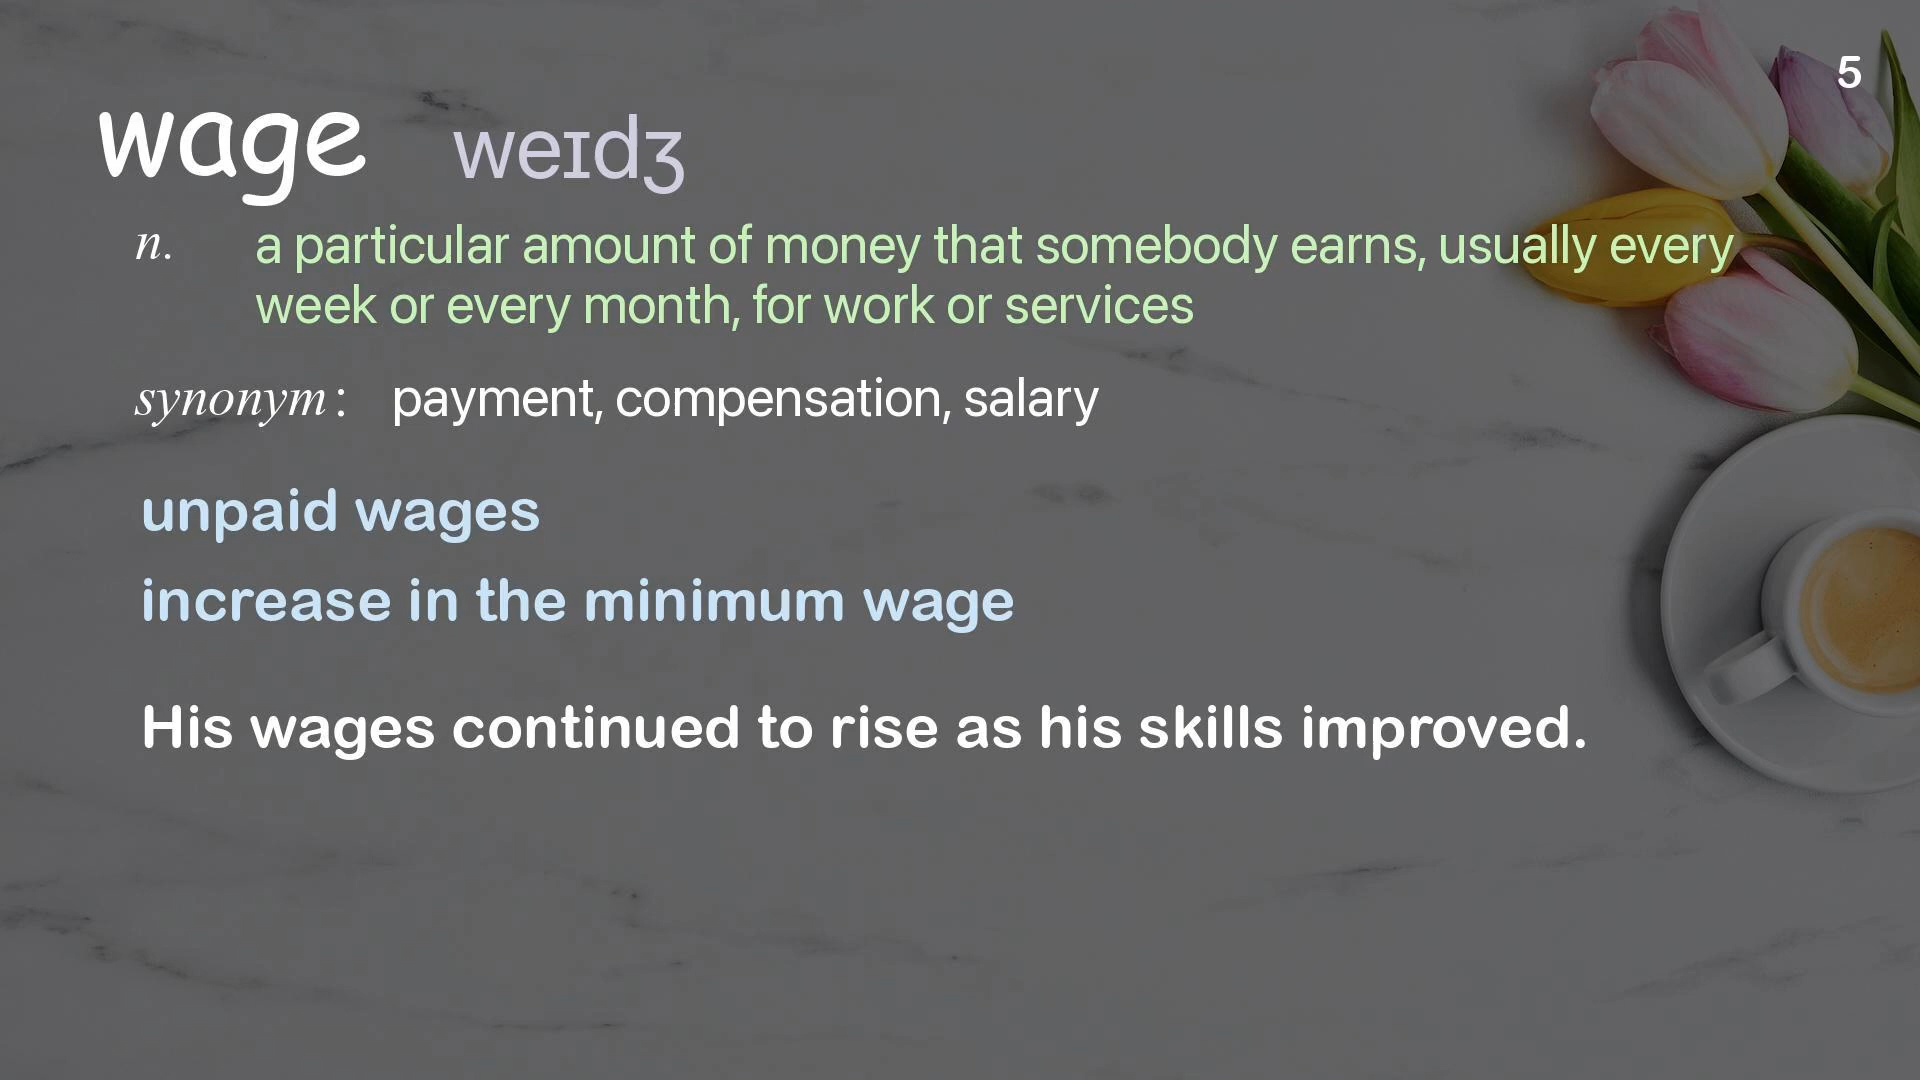 5
wage weɪdʒ
n. a particular amount of money that somebody earns, usually every
week or every month, for work or services
synonym : payment, compensation, salary
unpaid wages
increase in the minimum wage
His wages continued to rise as his skills improved.